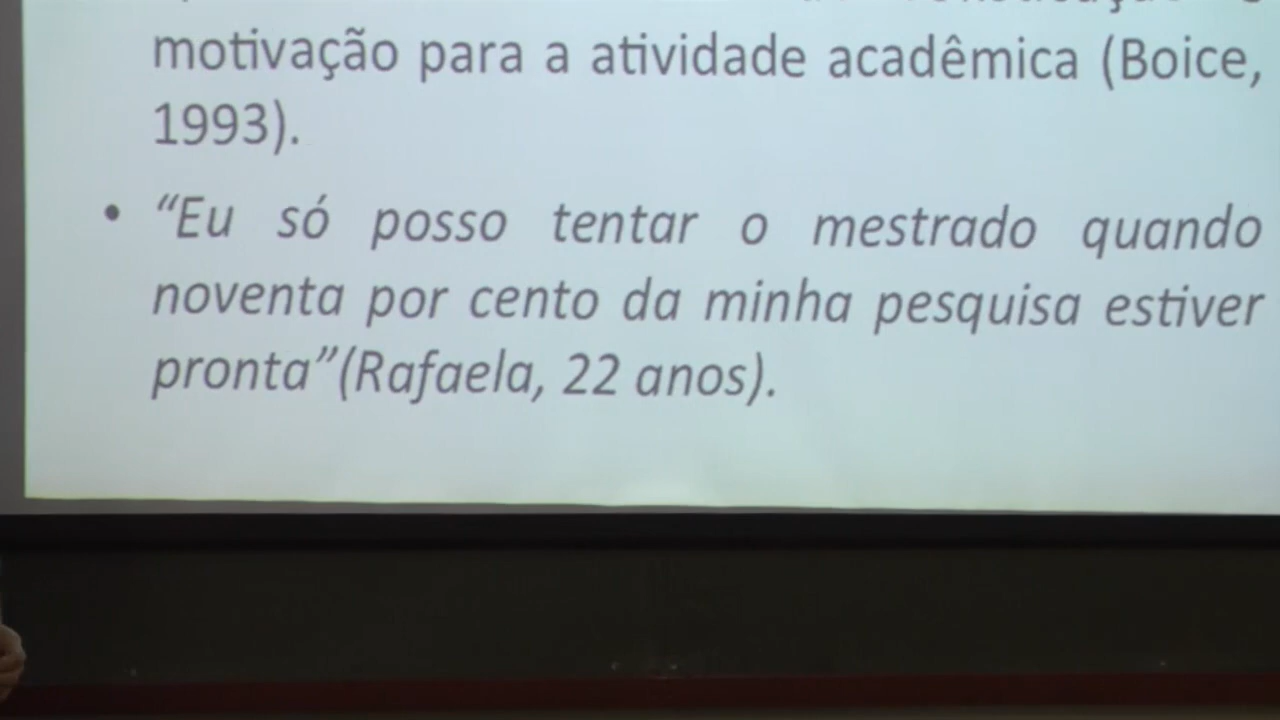 motivação para a atividade acadêmica (Boice,
1993).
• “Eu só posso tentar o mestrado quando
noventa por cento da minha pesquisa estiver
pronta”(Rafaela, 22 anos).